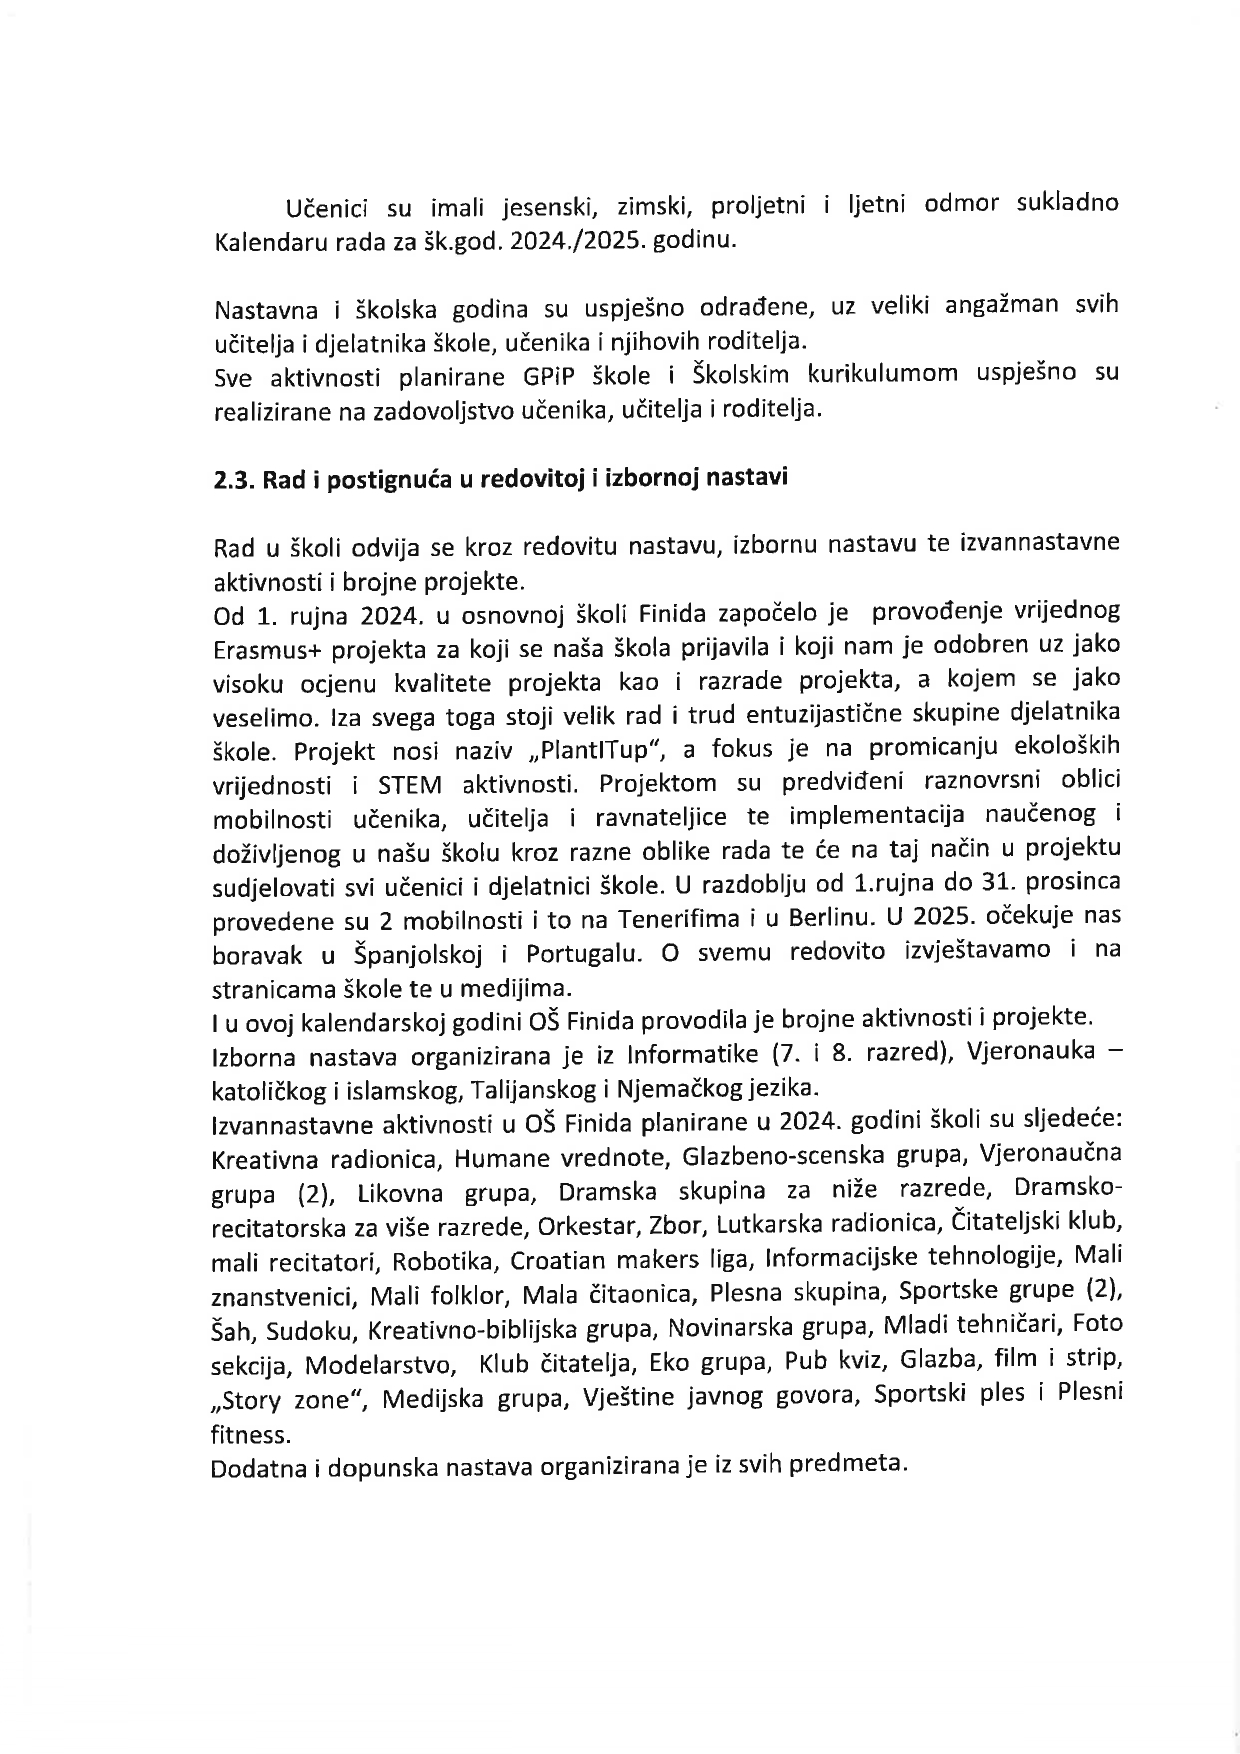 Učenici su imali jesenski, zimski, proljetni i ljetni odmor sukladno
Kalendaru rada za šk.god. 2024./2025. godinu.
Nastavna i školska godina su uspješno odrađene, uz veliki angažman svih
učitelja i djelatnika škole, učenika i njihovih roditelja.
Sve aktivnosti planirane GPiP škole i Školskim kurikulumom uspješno su
realizirane na zadovoljstvo učenika, učitelja i roditelja.
2.3. Rad i postignuća u redovitoj i izbornoj nastavi
Rad u školi odvija se kroz redovitu nastavu, izbornu nastavu te izvannastavne
aktivnosti i brojne projekte.
Od 1. rujna 2024. u osnovnoj školi Finida započelo je provođenje vrijednog
Erasmus+ projekta za koji se naša škola prijavila i koji nam je odobren uz jako
visoku ocjenu kvalitete projekta kao i razrade projekta, a kojem se jako
veselimo. Iza svega toga stoji velik rad i trud entuzijastične skupine djelatnika
škole. Projekt nosi naziv „PlantITup“, a fokus je na promicanju ekoloških
vrijednosti i STEM aktivnosti. Projektom su predviđeni raznovrsni oblici
mobilnosti učenika, učitelja i ravnateljice te implementacija naučenog i
doživljenog u našu školu kroz razne oblike rada te će na taj način u projektu
sudjelovati svi učenici i djelatnici škole. U razdoblju od 1.rujna do 31. prosinca
provedene su 2 mobilnosti i to na Tenerifima i u Berlinu. U 2025. očekuje nas
boravak u Španjolskoj i Portugalu. O svemu redovito izvještavamo i na
stranicama škole te u medijima.
I u ovoj kalendarskoj godini OŠ Finida provodila je brojne aktivnosti i projekte.
Izborna nastava organizirana je iz Informatike (7. i 8. razred), Vjeronauka –
katoličkog i islamskog, Talijanskog i Njemačkog jezika.
Izvannastavne aktivnosti u OŠ Finida planirane u 2024. godini školi su sljedeće:
Kreativna radionica, Humane vrednote, Glazbeno-scenska grupa, Vjeronaučna
grupa (2), Likovna grupa, Dramska skupina za niže razrede, Dramsko-
recitatorska za više razrede, Orkestar, Zbor, Lutkarska radionica, Čitateljski klub,
mali recitatori, Robotika, Croatian makers liga, Informacijske tehnologije, Mali
znanstvenici, Mali folklor, Mala čitaonica, Plesna skupina, Sportske grupe (2),
Šah, Sudoku, Kreativno-biblijska grupa, Novinarska grupa, Mladi tehničari, Foto
sekcija, Modelarstvo, Klub čitatelja, Eko grupa, Pub kviz, Glazba, film i strip,
„Story zone“, Medijska grupa, Vještine javnog govora, Sportski ples i Plesni
fitness.
Dodatna i dopunska nastava organizirana je iz svih predmeta.